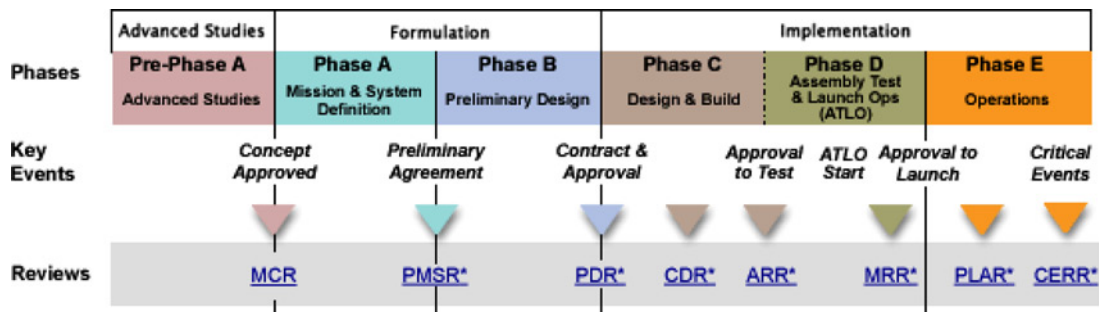 Advanced Studies Formulation Implementation
Phases
Pre-Phase A
Advanced Studies
Phase A
Mission & System
Definition
Phase B
Preliminary Design
Phase C
Design & Build
Phase D
Assembly Test
& Launch Ops
(ATLO)
Phase E
Operations
Key
Events
Concept
Approved
Preliminary
Agreement
Contract &
Approval
Approval
to Test
ATLO
Start
Approval to
Launch
Critical
Events
Reviews
MCR PMSR* PDR* CDR* ARR* MRR* PLAR* CERR*